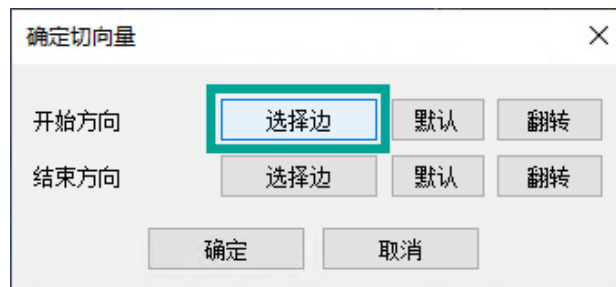 确定切向量
开始方向 选择边 默认 翻转
结束方向 选择边 默认 翻转
确定 取消